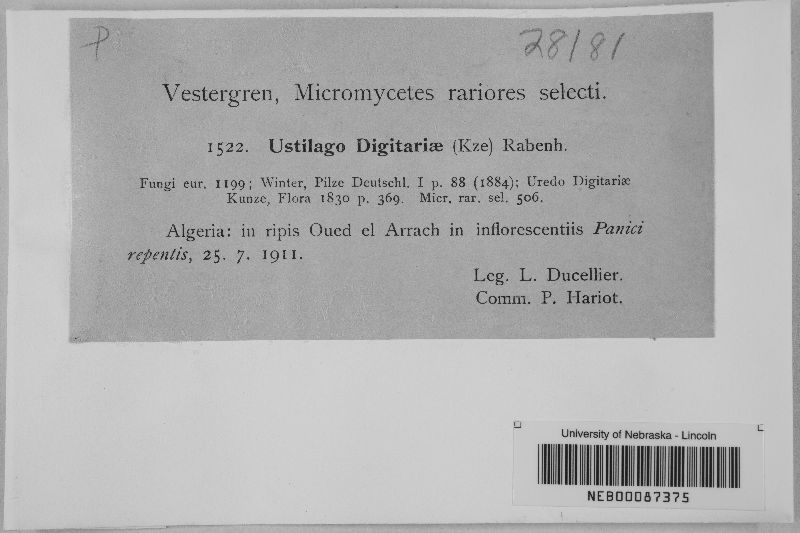 P 28/81
Vestergren, Micromycetes rariores selecti.
1522. Ustilago Digitariæ (Kze) Rabenh.
Fungi eur. 1199; Winter, Pilze Deutschl. I p. 88 (1884); Uredo Digitariæ
Kunze, Flora 1830 p. 369. Micr. rar. sel. 506.
Algeria: in ripis Oued el Arrach in inflorescentiis Panici
repentis, 25. 7. 1911.
Leg. L. Ducellier.
Comm. P. Hariot.
University of Nebraska - Lincoln
NEB00087375